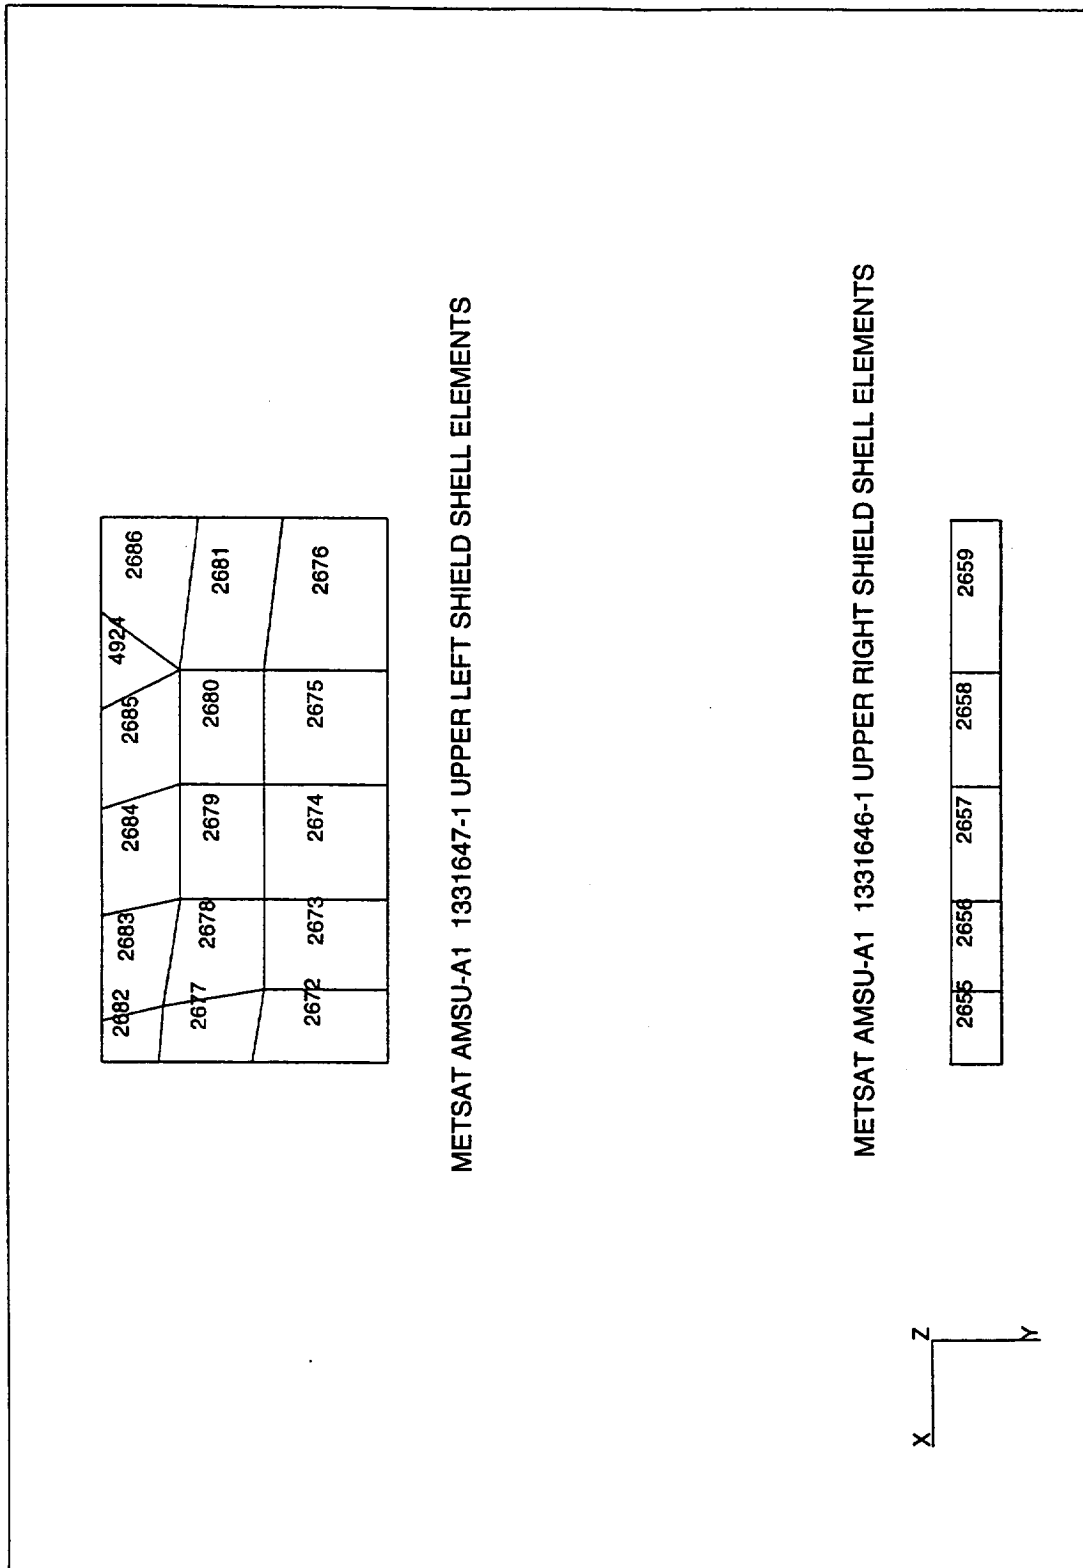 2682 2683 2684 2685 4924 2686
2677 2678 2679 2680 2681
2672 2673 2674 2675 2676
METSAT AMSU-A1 1331647-1 UPPER LEFT SHIELD SHELL ELEMENTS
METSAT AMSU-A1 1331646-1 UPPER RIGHT SHIELD SHELL ELEMENTS
2655 2656 2657 2658 2659
X Z
Y